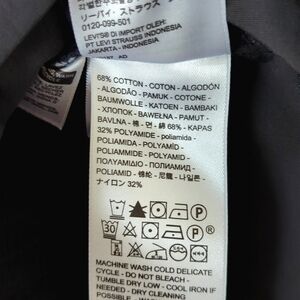 リーバイ・ストラウス
0120-099-501
LEVI'S® DI IMPORT OLEH:
PT LEVI STRAUSS INDONESIA
JAKARTA - INDONESIA
68% COTTON - COTON - ALGODÓN
- ALGODÃO - PAMUK - COTONE -
BAUMWOLLE - KATOEN - BAMBAKI
- ХЛОПОК - BAWEŁNA - PAMUT -
BAVLNA - 棉 - 면 - 綿 68% - KAPAS
32% POLYAMIDE - poliamida -
POLIAMIDA - POLYAMID -
POLIAMMIDE - POLYAMID -
ΠΟΛΥΑΜΙΔΙΟ - ПОЛИАМИД -
POLIAMID - 锦纶 - 尼龍 - 나일론 -
ナイロン 32%
30
P
MACHINE WASH COLD DELICATE
CYCLE - DO NOT BLEACH -
TUMBLE DRY LOW - COOL IRON IF
NEEDED - DRY CLEANING